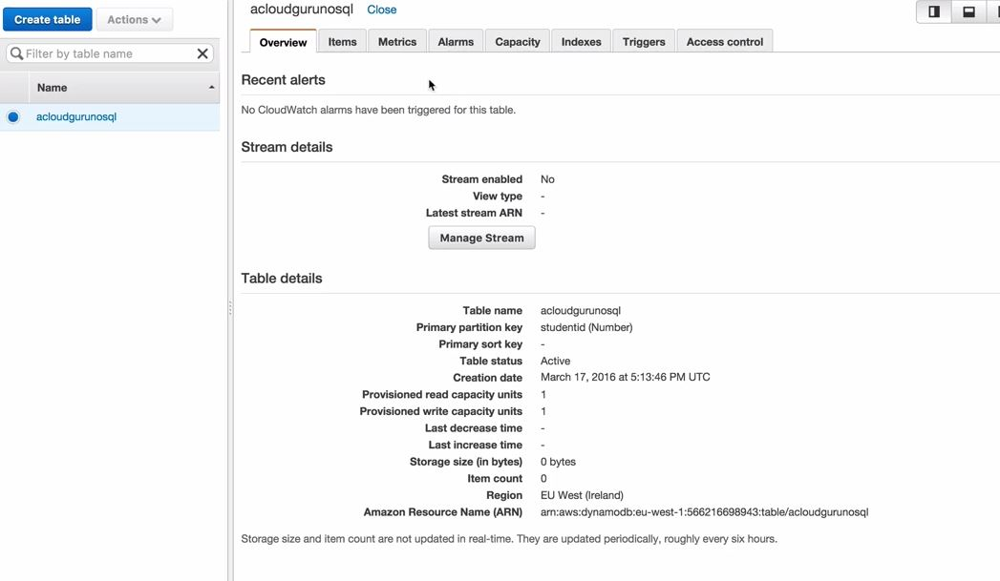 Create table
Actions
Filter by table name
Name
acloudgurunosql
acloudgurunosql Close
Overview Items Metrics Alarms Capacity Indexes Triggers Access control
Recent alerts
No CloudWatch alarms have been triggered for this table.
Stream details
Stream enabled No
View type -
Latest stream ARN -
Manage Stream
Table details
Table name acloudgurunosql
Primary partition key studentid (Number)
Primary sort key -
Table status Active
Creation date March 17, 2016 at 5:13:46 PM UTC
Provisioned read capacity units 1
Provisioned write capacity units 1
Last decrease time -
Last increase time -
Storage size (in bytes) 0 bytes
Item count 0
Region EU West (Ireland)
Amazon Resource Name (ARN) arn:aws:dynamodb:eu-west-1:566216698943:table/acloudgurunosql
Storage size and item count are not updated in real-time. They are updated periodically, roughly every six hours.